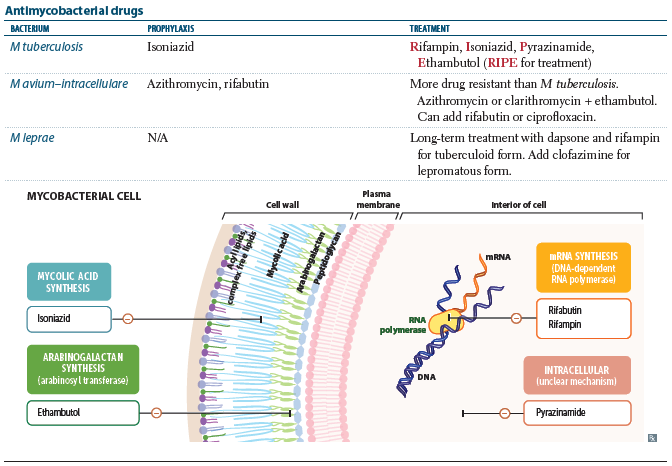 Antimycobacterial drugs
BACTERIUM PROPHYLAXIS TREATMENT
M tuberculosis Isoniazid Rifampin, Isoniazid, Pyrazinamide,
Ethambutol (RIPE for treatment)
M avium–intracellulare Azithromycin, rifabutin More drug resistant than M tuberculosis.
Azithromycin or clarithromycin + ethambutol.
Can add rifabutin or ciprofloxacin.
M leprae N/A Long-term treatment with dapsone and rifampin
for tuberculoid form. Add clofazimine for
lepromatous form.
MYCOBACTERIAL CELL
Cell wall
Plasma
membrane
Interior of cell
Acyl lipids,
complex free lipids
Mycolic acid
Arabinogalactan
Peptidoglycan
MYCOLIC ACID
SYNTHESIS
Isoniazid
ARABINOGALACTAN
SYNTHESIS
(arabinosyl transferase)
Ethambutol
mRNA
RNA
polymerase
DNA
mRNA SYNTHESIS
(DNA-dependent
RNA polymerase)
Rifabutin
Rifampin
INTRACELLULAR
(unclear mechanism)
Pyrazinamide